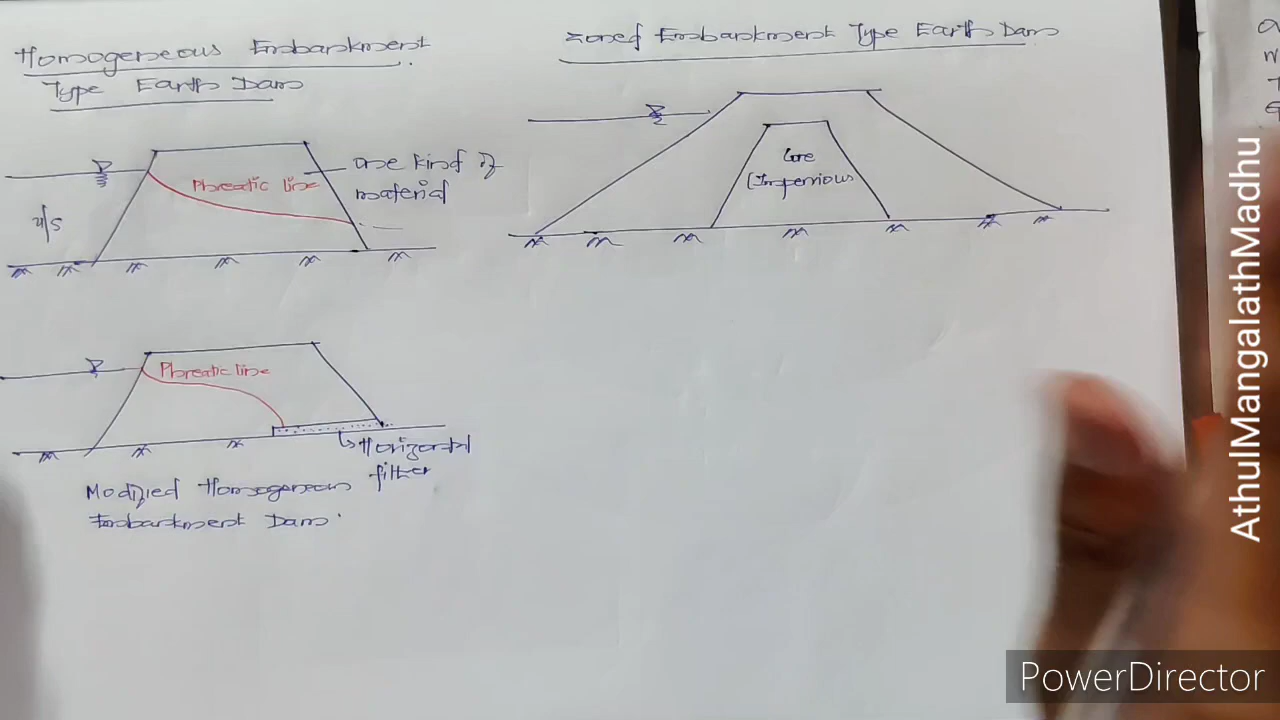 Homogeneous Embankment
Type Earth Dam
u/s
Phreatic line
one kind of
material
Phreatic line
Horizontal
filter
Modified Homogeneous
Embankment Dam
Zoned Embankment Type Earth Dam
Core
(Impervious
AthulMangalathMadhu
PowerDirector